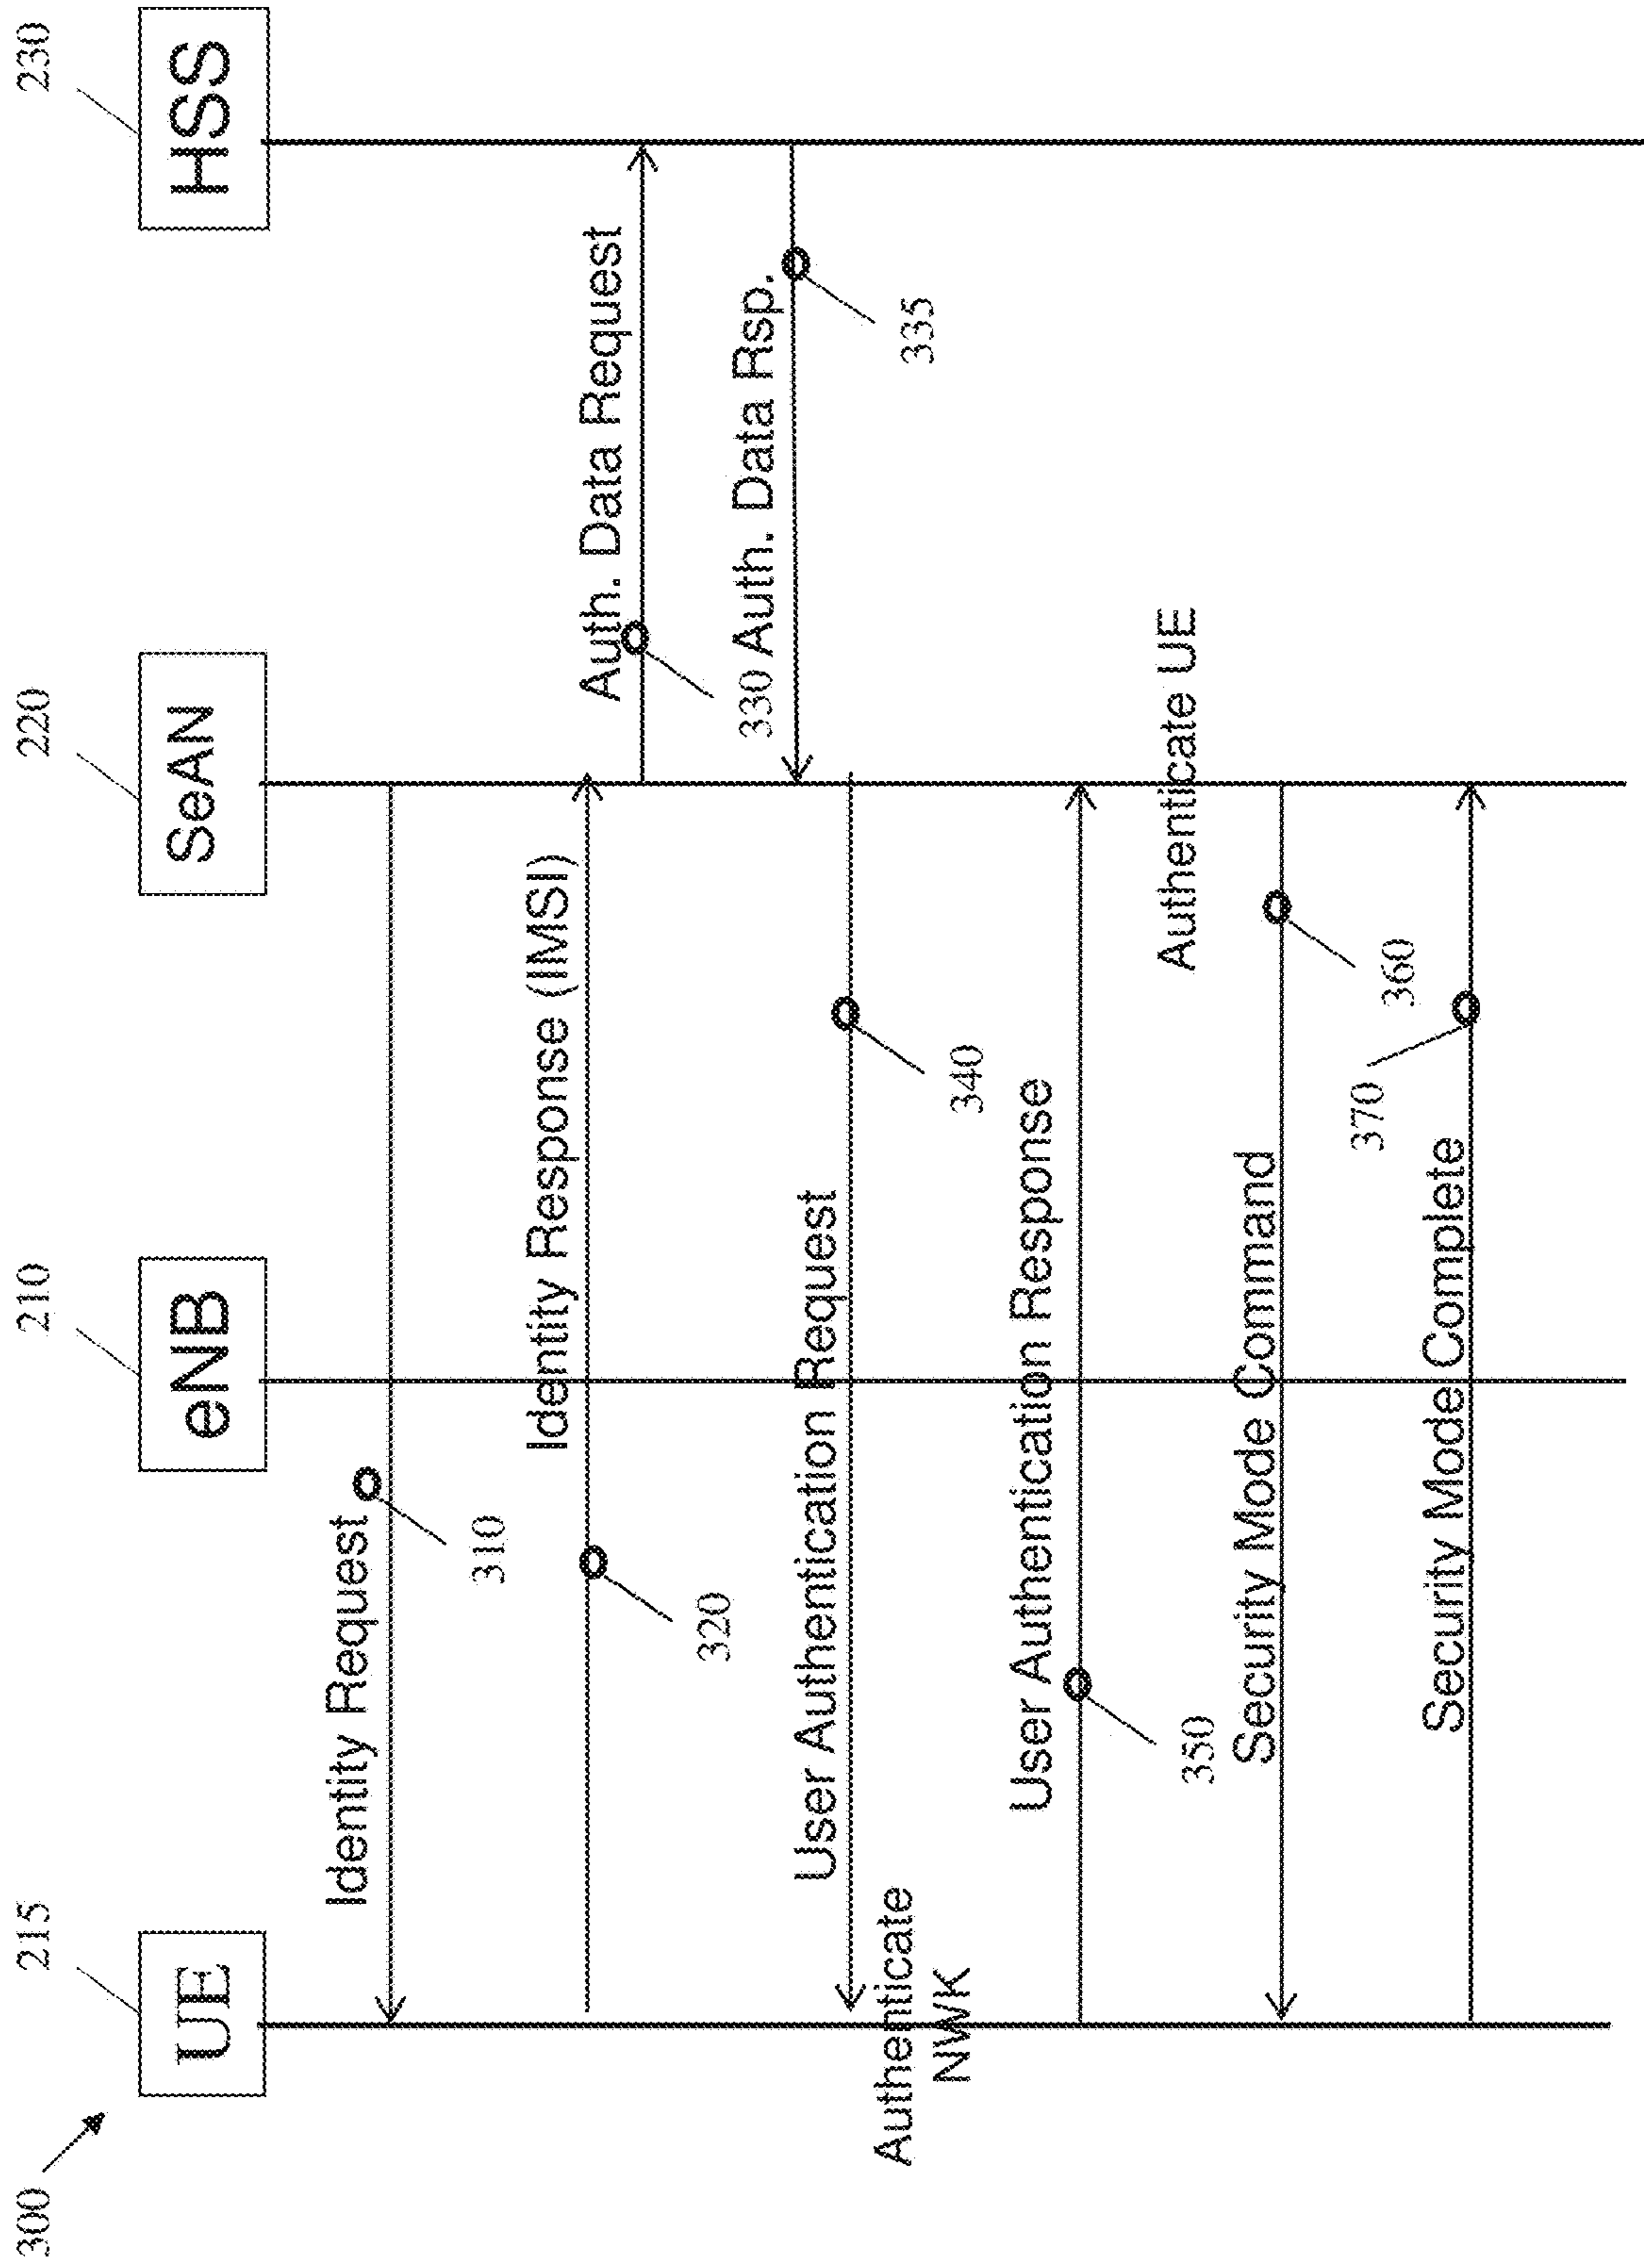 300
215
210
220
230
UE
eNB
SeAN
HSS
Identity Request
310
Identity Response (IMSI)
320
Auth. Data Request
330
Auth. Data Rsp.
335
User Authentication Request
340
Authenticate
NWK
User Authentication Response
350
Authenticate UE
Security Mode Command
360
370
Security Mode Complete